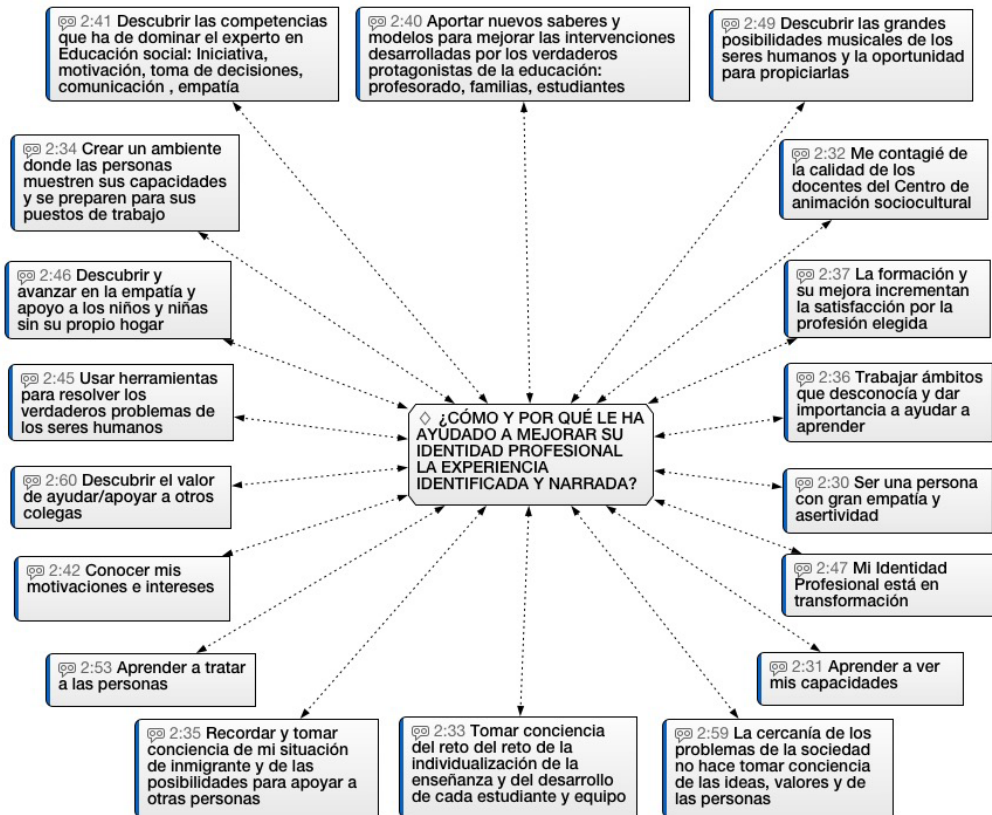 2:41 Descubrir las competencias
que ha de dominar el experto en
Educación social: Iniciativa,
motivación, toma de decisiones,
comunicación , empatía
2:40 Aportar nuevos saberes y
modelos para mejorar las intervenciones
desarrolladas por los verdaderos
protagonistas de la educación:
profesorado, familias, estudiantes
2:49 Descubrir las grandes
posibilidades musicales de los
seres humanos y la oportunidad
para propiciarlas
2:34 Crear un ambiente
donde las personas
muestren sus capacidades
y se preparen para sus
puestos de trabajo
2:32 Me contagié de
la calidad de los
docentes del Centro de
animación sociocultural
2:46 Descubrir y
avanzar en la empatía y
apoyo a los niños y niñas
sin su propio hogar
2:37 La formación y
su mejora incrementan
la satisfacción por la
profesión elegida
2:45 Usar herramientas
para resolver los
verdaderos problemas de
los seres humanos
2:36 Trabajar ámbitos
que desconocía y dar
importancia a ayudar a
aprender
¿CÓMO Y POR QUÉ LE HA
AYUDADO A MEJORAR SU
IDENTIDAD PROFESIONAL
LA EXPERIENCIA
IDENTIFICADA Y NARRADA?
2:60 Descubrir el valor
de ayudar/apoyar a otros
colegas
2:30 Ser una persona
con gran empatía y
asertividad
2:42 Conocer mis
motivaciones e intereses
2:47 Mi Identidad
Profesional está en
transformación
2:53 Aprender a tratar
a las personas
2:31 Aprender a ver
mis capacidades
2:35 Recordar y tomar
conciencia de mi situación
de inmigrante y de las
posibilidades para apoyar a
otras personas
2:33 Tomar conciencia
del reto del reto de la
individualización de la
enseñanza y del desarrollo
de cada estudiante y equipo
2:59 La cercanía de los
problemas de la sociedad
no hace tomar conciencia
de las ideas, valores y de
las personas